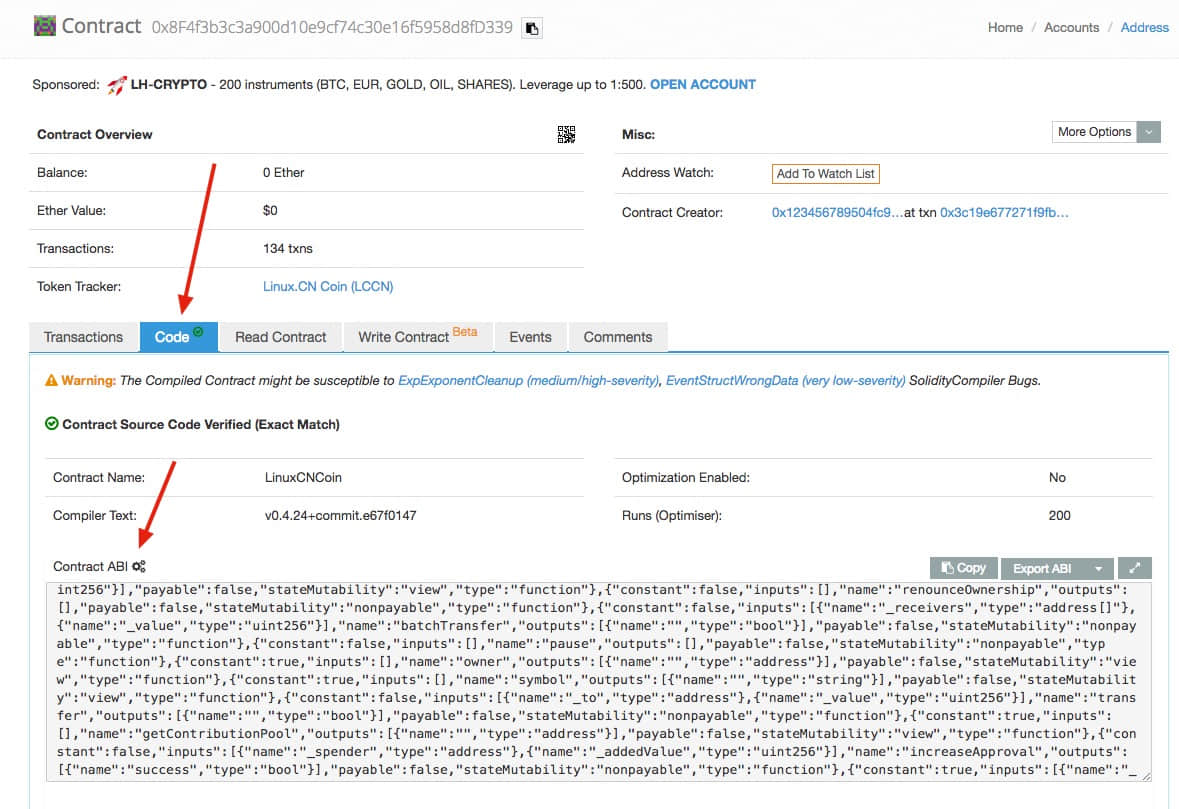 Contract 0x8F4f3b3c3a900d10e9cf74c30e16f5958d8fD339
Home / Accounts / Address
Sponsored: LH-CRYPTO - 200 instruments (BTC, EUR, GOLD, OIL, SHARES). Leverage up to 1:500. OPEN ACCOUNT
Contract Overview
Balance: 0 Ether
Ether Value: $0
Transactions: 134 txns
Token Tracker: Linux.CN Coin (LCCN)
Misc:
More Options
Address Watch: Add To Watch List
Contract Creator: 0x123456789504fc9...at txn 0x3c19e677271f9fb...
Transactions
Code
Read Contract
Write Contract Beta
Events
Comments
Warning: The Compiled Contract might be susceptible to ExpExponentCleanup (medium/high-severity), EventStructWrongData (very low-severity) SolidityCompiler Bugs.
Contract Source Code Verified (Exact Match)
Contract Name: LinuxCNCoin
Compiler Text: v0.4.24+commit.e67f0147
Optimization Enabled: No
Runs (Optimiser): 200
Contract ABI
Copy
Export ABI
int256"}],"payable":false,"stateMutability":"view","type":"function"},{"constant":false,"inputs":[],"name":"renounceOwnership","outputs":
[],"payable":false,"stateMutability":"nonpayable","type":"function"},{"constant":false,"inputs":[{"name":"_receivers","type":"address[]"},
{"name":"_value","type":"uint256"}],"name":"batchTransfer","outputs":[{"name":"","type":"bool"}],"payable":false,"stateMutability":"nonpay
able","type":"function"},{"constant":false,"inputs":[],"name":"pause","outputs":[],"payable":false,"stateMutability":"nonpayable","typ
e":"function"},{"constant":true,"inputs":[],"name":"owner","outputs":[{"name":"","type":"address"}],"payable":false,"stateMutability":"vie
w","type":"function"},{"constant":true,"inputs":[],"name":"symbol","outputs":[{"name":"","type":"string"}],"payable":false,"stateMutabilit
y":"view","type":"function"},{"constant":false,"inputs":[{"name":"_to","type":"address"},{"name":"_value","type":"uint256"}],"name":"trans
fer","outputs":[{"name":"","type":"bool"}],"payable":false,"stateMutability":"nonpayable","type":"function"},{"constant":true,"inputs":
[],"name":"getContributionPool","outputs":[{"name":"","type":"address"}],"payable":false,"stateMutability":"view","type":"function"},{"con
stant":false,"inputs":[{"name":"_spender","type":"address"},{"name":"_addedValue","type":"uint256"}],"name":"increaseApproval","outputs":
[{"name":"success","type":"bool"}],"payable":false,"stateMutability":"nonpayable","type":"function"},{"constant":true,"inputs":[{"name":"_